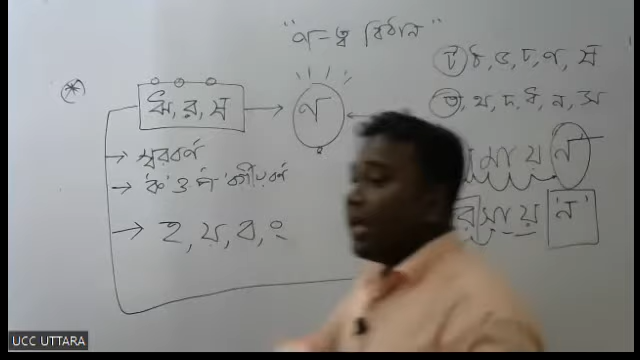 "ণ-ত্ব বিধান"
ঋ, র, ষ → ণ
→ স্বরবর্ণ
→ 'ক' ও 'প' বর্গীয় বর্ণ
→ হ, য, ব, ং
ট ঠ, ড, ঢ, ণ, ষ
ত, থ, দ, ধ, ন, স
মা য় ন
র সা য় 'ন'
UCC UTTARA